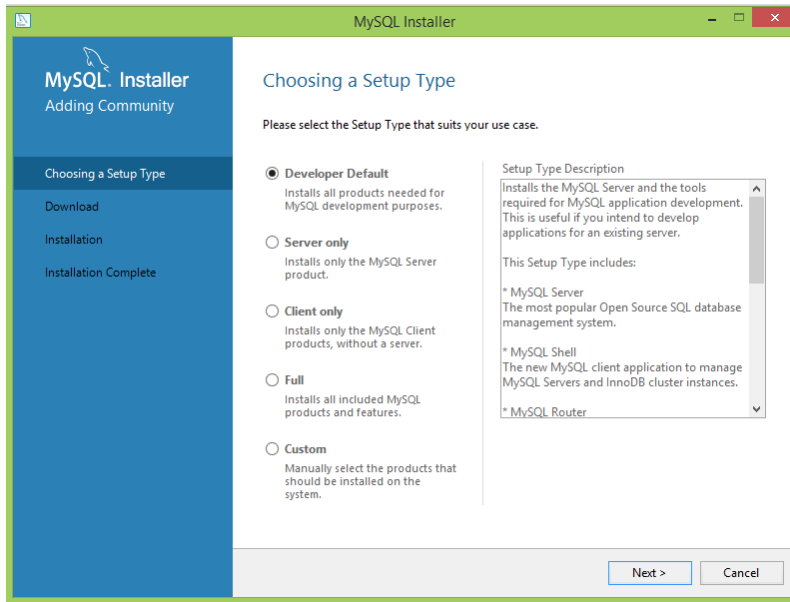 MySQL Installer
MySQL. Installer
Adding Community
Choosing a Setup Type
Download
Installation
Installation Complete
Choosing a Setup Type
Please select the Setup Type that suits your use case.
Developer Default
Installs all products needed for
MySQL development purposes.
Server only
Installs only the MySQL Server
product.
Client only
Installs only the MySQL Client
products, without a server.
Full
Installs all included MySQL
products and features.
Custom
Manually select the products that
should be installed on the
system.
Setup Type Description
Installs the MySQL Server and the tools
required for MySQL application development.
This is useful if you intend to develop
applications for an existing server.
This Setup Type includes:
* MySQL Server
The most popular Open Source SQL database
management system.
* MySQL Shell
The new MySQL client application to manage
MySQL Servers and InnoDB cluster instances.
* MySQL Router
Next >
Cancel